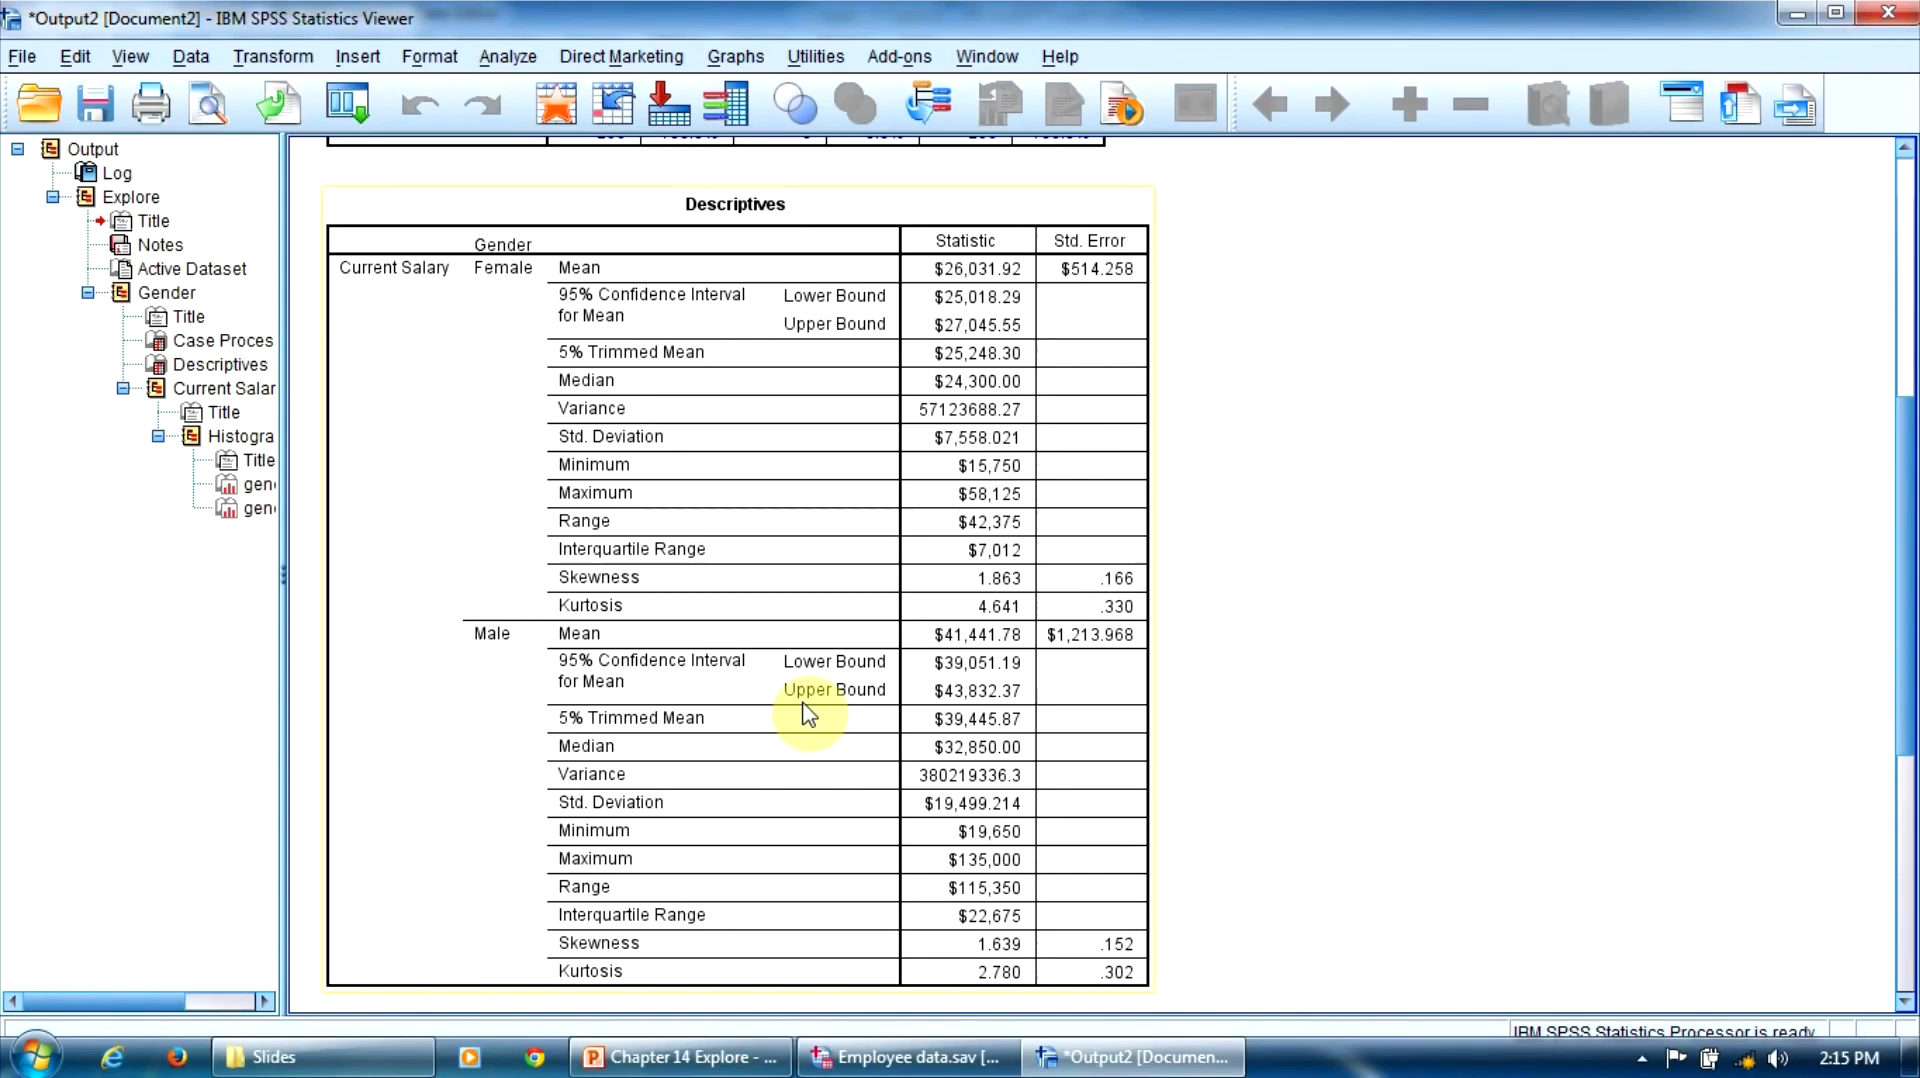 *Output2 [Document2] - IBM SPSS Statistics Viewer
File Edit View Data Transform Insert Format Analyze Direct Marketing Graphs Utilities Add-ons Window Help
Output
Log
Explore
Title
Notes
Active Dataset
Gender
Title
Case Proces
Descriptives
Current Salar
Title
Histogra
Title
gen
gen
Descriptives
Gender Statistic Std. Error
Current Salary Female Mean $26,031.92 $514.258
95% Confidence Interval for Mean Lower Bound $25,018.29
Upper Bound $27,045.55
5% Trimmed Mean $25,248.30
Median $24,300.00
Variance 57123688.27
Std. Deviation $7,558.021
Minimum $15,750
Maximum $58,125
Range $42,375
Interquartile Range $7,012
Skewness 1.863 .166
Kurtosis 4.641 .330
Male Mean $41,441.78 $1,213.968
95% Confidence Interval for Mean Lower Bound $39,051.19
Upper Bound $43,832.37
5% Trimmed Mean $39,445.87
Median $32,850.00
Variance 380219336.3
Std. Deviation $19,499.214
Minimum $19,650
Maximum $135,000
Range $115,350
Interquartile Range $22,675
Skewness 1.639 .152
Kurtosis 2.780 .302
IBM SPSS Statistics Processor is ready
Slides Chapter 14 Explore - ... Employee data.sav [... *Output2 [Documen... 2:15 PM